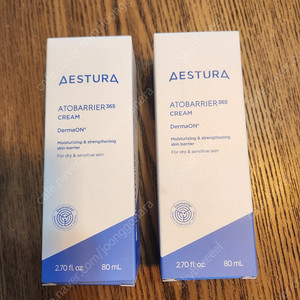 AESTURA
ATOBARRIER 365
CREAM
DermaON®
Moisturizing & strengthening
skin barrier
For dry & sensitive skin
2.70 fl.oz. 80 mL
AESTURA
ATOBARRIER 365
CREAM
DermaON®
Moisturizing & strengthening
skin barrier
For dry & sensitive skin
2.70 fl.oz. 80 mL